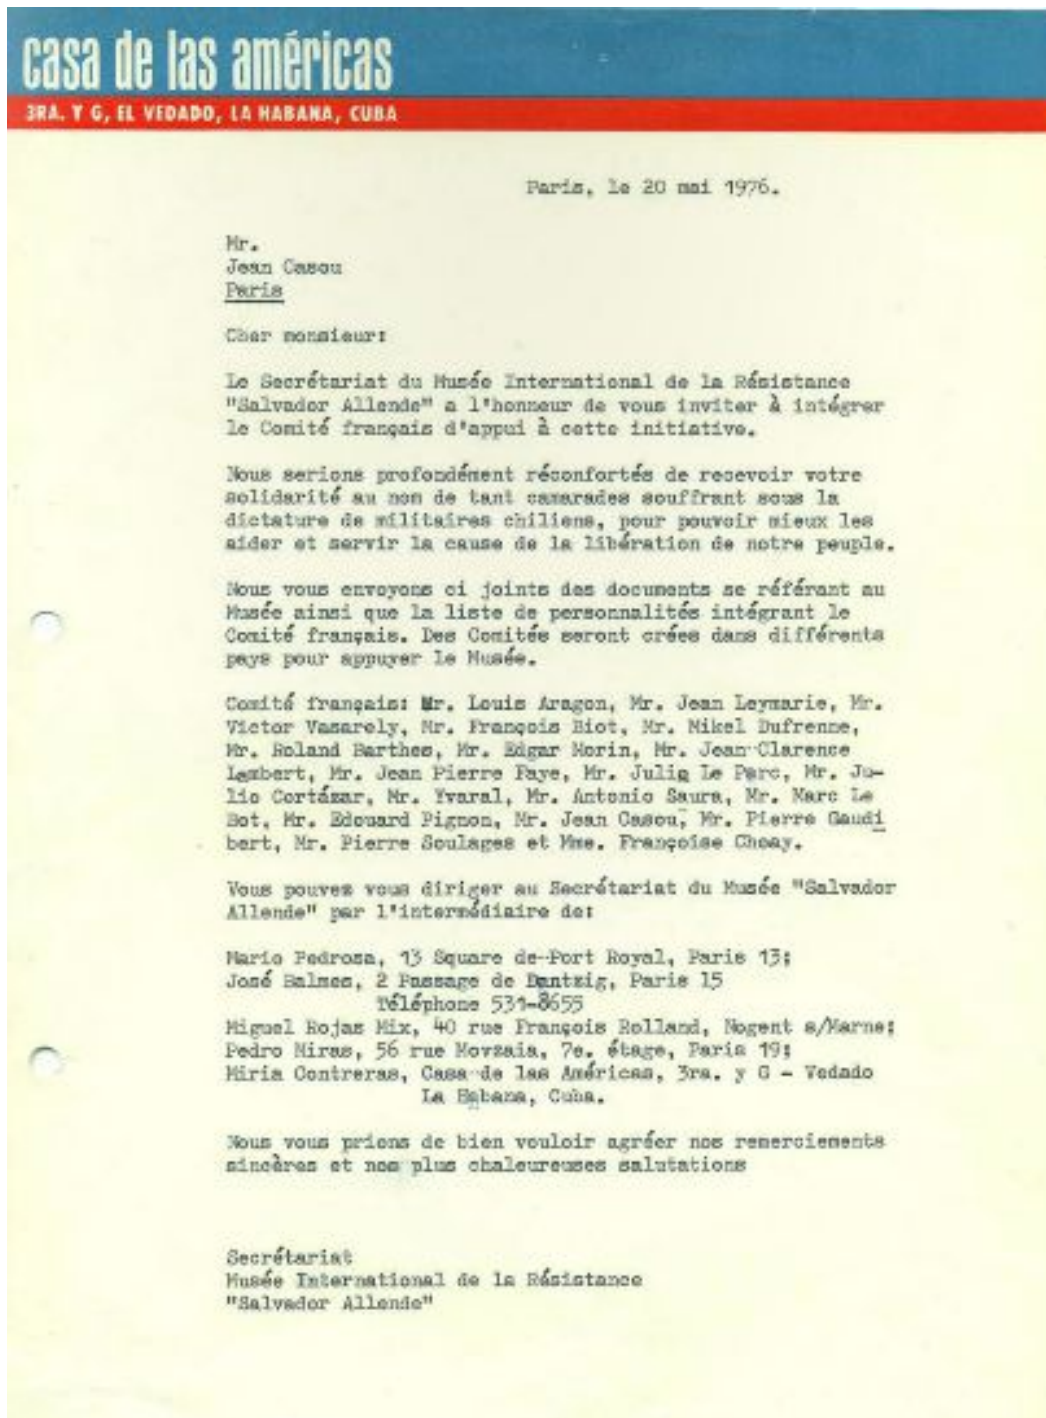 casa de las américas
3RA. Y G, EL VEDADO, LA HABANA, CUBA
Paris, le 20 mai 1976.
Mr.
Jean Casou
Paris
Cher monsieur:
Le Secrétariat du Musée International de la Résistance
"Salvador Allende" a l'honneur de vous inviter à intégrer
le Comité français d'appui à cette initiative.
Nous serions profondément réconfortés de recevoir votre
solidarité au nom de tant camarades souffrant sous la
dictature de militaires chiliens, pour pouvoir mieux les
aider et servir la cause de la libération de notre peuple.
Nous vous envoyons ci joints des documents se référant au
Musée ainsi que la liste de personnalités intégrant le
Comité français. Des Comités seront crées dans différents
pays pour appuyer le Musée.
Comité français: Mr. Louis Aragon, Mr. Jean Leymarie, Mr.
Victor Vasarely, Mr. François Biot, Mr. Mikel Dufrenne,
Mr. Roland Barthes, Mr. Edgar Morin, Mr. Jean Clarence
Lambert, Mr. Jean Pierre Faye, Mr. Julio Le Parc, Mr. Ju-
lio Cortázar, Mr. Yvaral, Mr. Antonio Saura, Mr. Marc Le
Bot, Mr. Edouard Pignon, Mr. Jean Casou, Mr. Pierre Gaudi
bert, Mr. Pierre Soulages et Mme. Françoise Choay.
Vous pouvez vous diriger au Secrétariat du Musée "Salvador
Allende" par l'intermédiaire de:
Mario Pedrosa, 13 Square de Port Royal, Paris 13;
José Balmes, 2 Passage de Dantzig, Paris 15
Téléphone 531-8655
Miguel Rojas Mix, 40 rue François Rolland, Nogent s/Marne;
Pedro Miras, 56 rue Movzaia, 7e. étage, Paris 19;
Miria Contreras, Casa de las Américas, 3ra. y G - Vedado
La Habana, Cuba.
Nous vous prions de bien vouloir agréer nos remerciements
sincères et nos plus chaleureuses salutations
Secrétariat
Musée International de la Résistance
"Salvador Allende"